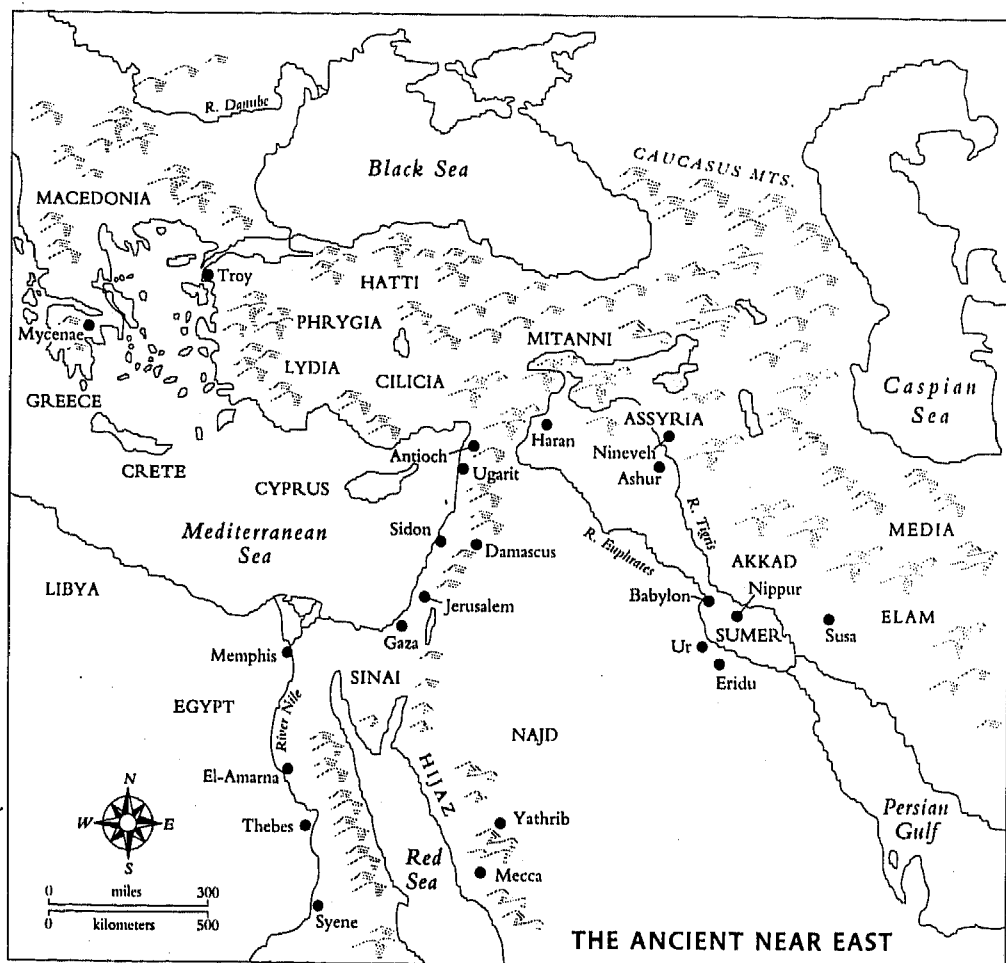 R. Danube
Black Sea
CAUCASUS MTS.
MACEDONIA
Troy
HATTI
Mycenae
PHRYGIA
MITANNI
LYDIA
CILICIA
GREECE
Caspian
Sea
Haran
ASSYRIA
Nineveh
Antioch
Ugarit
Ashur
CRETE
CYPRUS
R. Tigris
Mediterranean
Sea
Sidon
Damascus
R. Euphrates
MEDIA
AKKAD
LIBYA
Jerusalem
Babylon
Nippur
ELAM
Gaza
SUMER
Susa
Memphis
Ur
Eridu
SINAI
EGYPT
River Nile
NAJD
El-Amarna
HIJAZ
N
W E
S
Thebes
Yathrib
Persian
Gulf
Red
Sea
Mecca
0 miles 300
0 kilometers 500
Syene
THE ANCIENT NEAR EAST